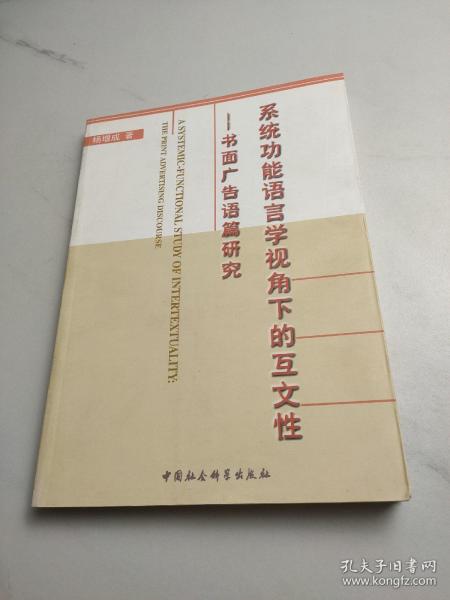 系统功能语言学视角下的互文性
——书面广告语篇研究
A SYSTEMIC-FUNCTIONAL STUDY OF INTERTEXTUALITY:
THE PRINT ADVERTISING DISCOURSE
杨增成 著
中国社会科学出版社
孔夫子旧书网
www.kongfz.com